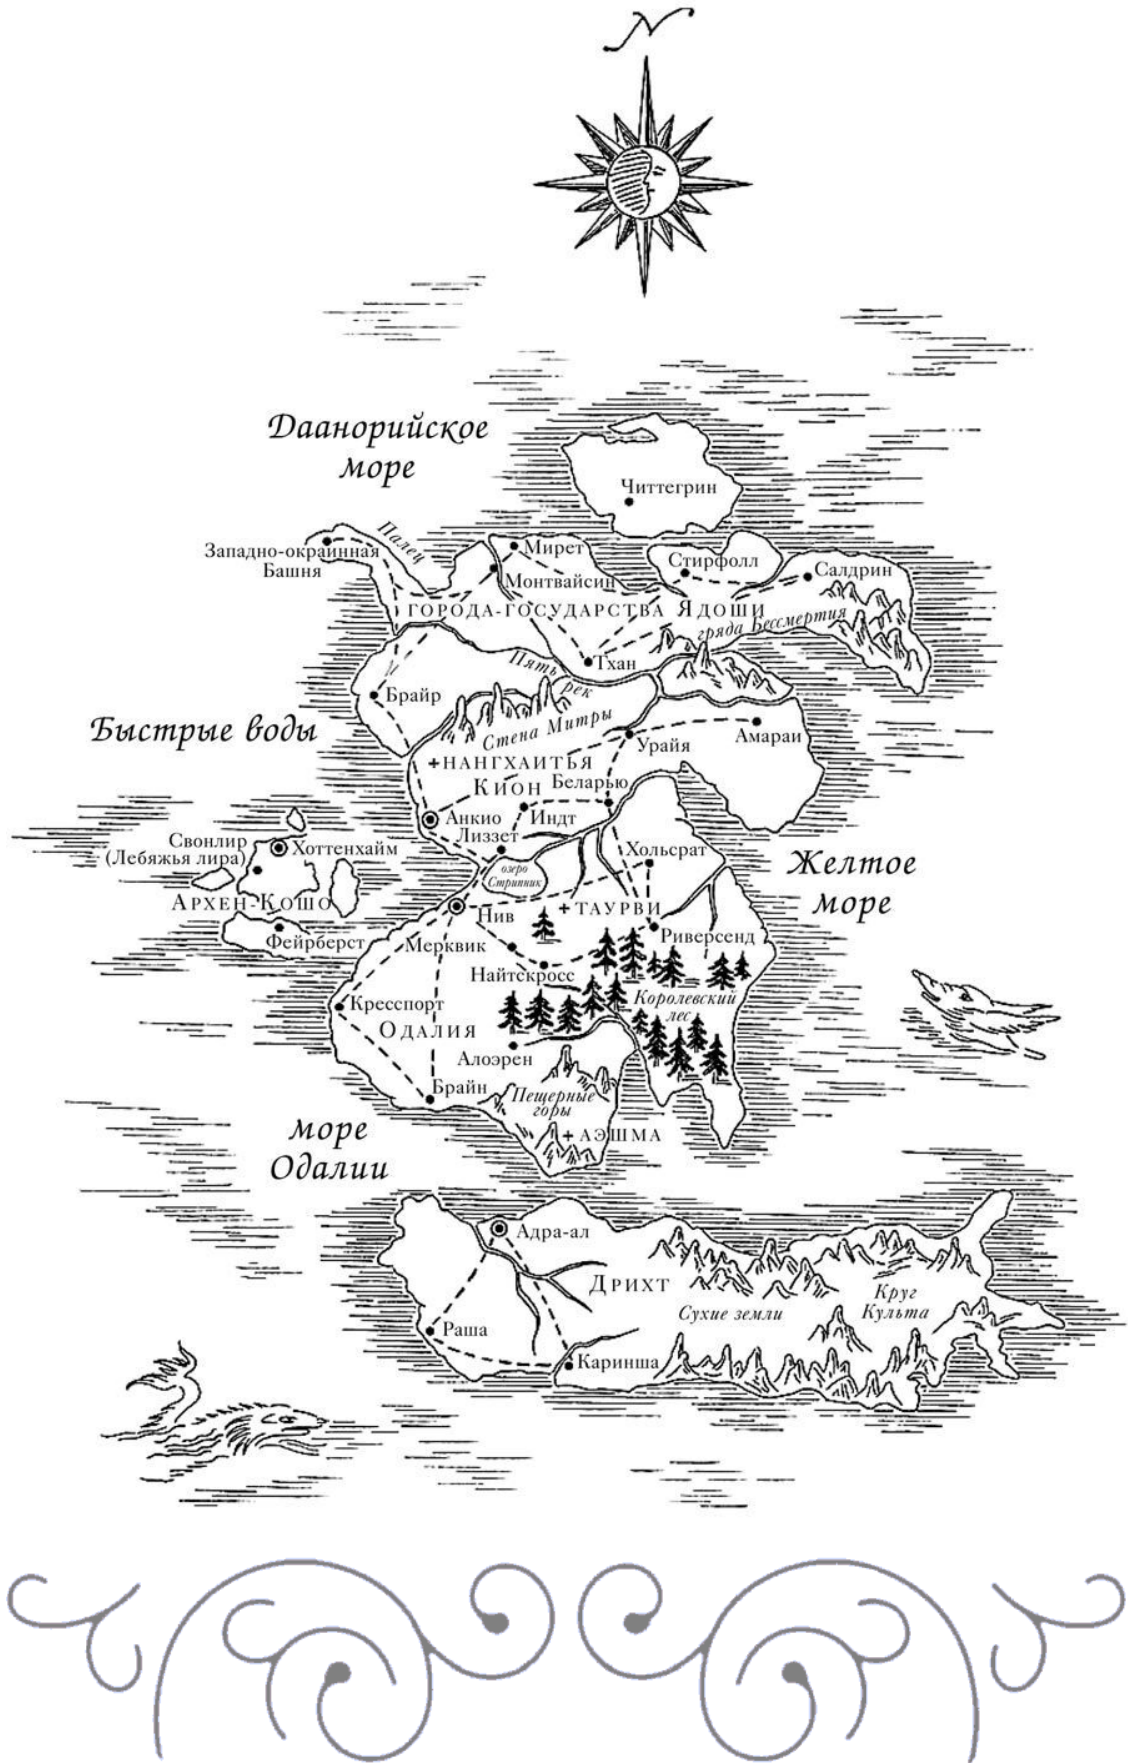 N
Даанорийское
море
Читтегрин
Палец
Западно-окраинная
Башня
Мирет
Монтвайсин
Стирфолл
Салдрин
ГОРОДА-ГОСУДАРСТВА ЯДОШИ
гряда Бессмертия
Тхан
Пять рек
Брайр
Стена Митры
Быстрые воды
Урайя
Амараи
+НАНГХАИТЬЯ
КИОН
Беларью
Анкио
Индт
Лиззет
Свонлир
(Лебяжья лира)
Хоттенхайм
Хольсрат
Желтое
море
озеро
Стрипник
АРХЕН-КОШО
Нив
+ТАУРВИ
Фейрберст
Мерквик
Риверсенд
Найтскросс
Кресспорт
Королевский
лес
ОДАЛИЯ
Алоэрен
Брайн
Пещерные
горы
море
Одалии
+АЭШМА
Адра-ал
ДРИХТ
Сухие земли
Круг
Культа
Раша
Каринша